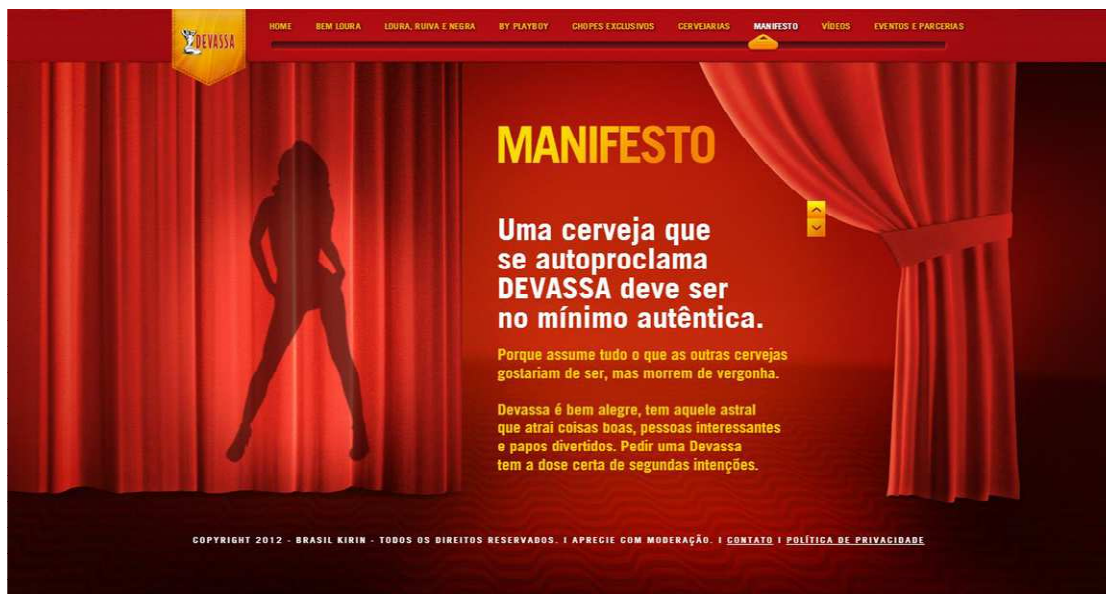 DEVASSA
HOME BEM LOURA LOURA, RUIVA E NEGRA BY PLAYBOY CHOPES EXCLUSIVOS CERVEJARIAS MANIFESTO VÍDEOS EVENTOS E PARCERIAS
MANIFESTO
Uma cerveja que
se autoproclama
DEVASSA deve ser
no mínimo autêntica.
Porque assume tudo o que as outras cervejas
gostariam de ser, mas morrem de vergonha.
Devassa é bem alegre, tem aquele astral
que atrai coisas boas, pessoas interessantes
e papos divertidos. Pedir uma Devassa
tem a dose certa de segundas intenções.
COPYRIGHT 2012 - BRASIL KIRIN - TODOS OS DIREITOS RESERVADOS. I APRECIE COM MODERAÇÃO. I CONTATO I POLÍTICA DE PRIVACIDADE